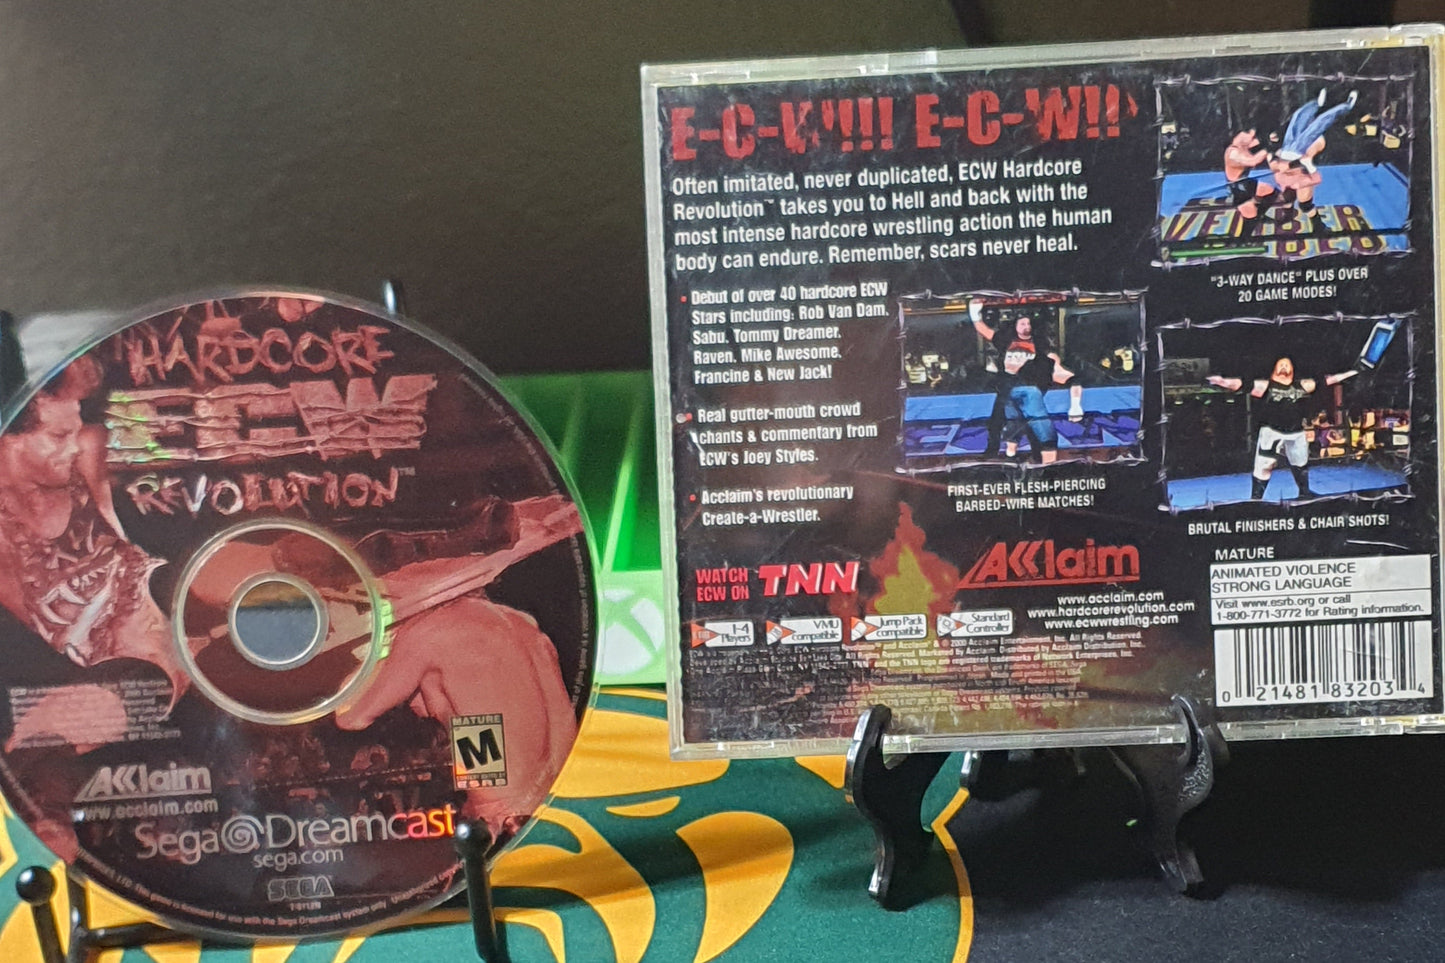 HARDCORE
ECW
REVOLUTION™
Acclaim
www.acclaim.com
MATURE
M
ESRB
Sega Dreamcast
sega.com
SEGA
E-C-W!!! E-C-W!!!
Often imitated, never duplicated, ECW Hardcore
Revolution™ takes you to Hell and back with the
most intense hardcore wrestling action the human
body can endure. Remember, scars never heal.
• Debut of over 40 hardcore ECW
Stars including: Rob Van Dam,
Sabu, Tommy Dreamer,
Raven, Mike Awesome,
Francine & New Jack!
• Real gutter-mouth crowd
chants & commentary from
ECW's Joey Styles.
• Acclaim's revolutionary
Create-a-Wrestler.
"3-WAY DANCE" PLUS OVER
20 GAME MODES!
FIRST-EVER FLESH-PIERCING
BARBED-WIRE MATCHES!
BRUTAL FINISHERS & CHAIR SHOTS!
WATCH
ECW ON
TNN
Acclaim
www.acclaim.com
www.hardcorerevolution.com
www.ecwwrestling.com
1-4
Players
VMU
compatible
Jump Pack
compatible
Standard
Controller
MATURE
ANIMATED VIOLENCE
STRONG LANGUAGE
Visit www.esrb.org or call
1-800-771-3772 for Rating information.
0 21481 83203 4